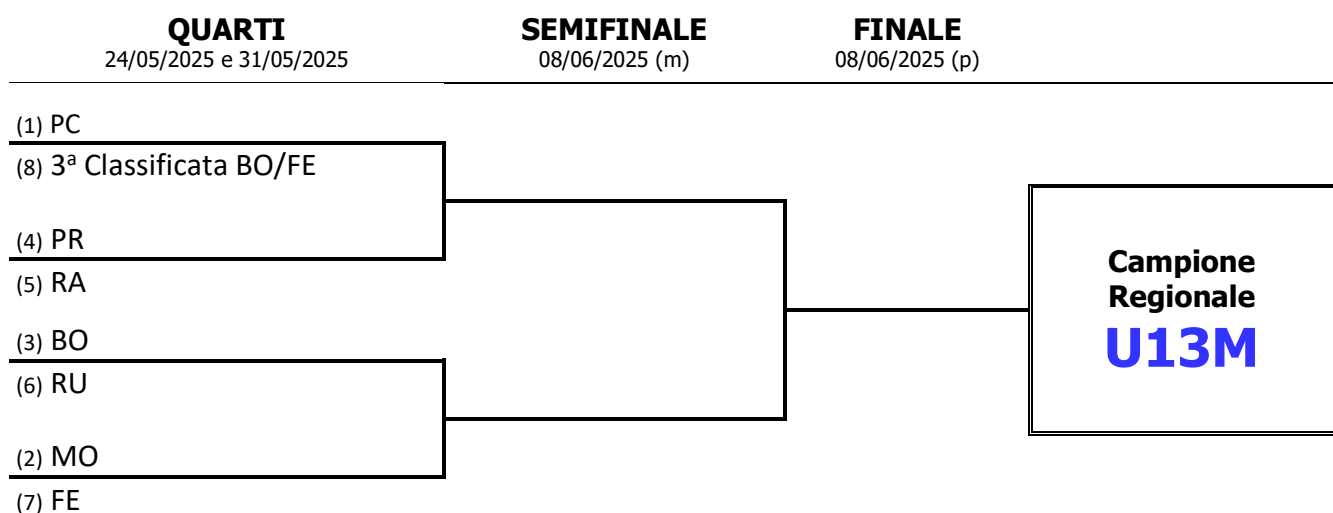 QUARTI
24/05/2025 e 31/05/2025
SEMIFINALE
08/06/2025 (m)
FINALE
08/06/2025 (p)
(1) PC
(8) 3ª Classificata BO/FE
(4) PR
(5) RA
(3) BO
(6) RU
(2) MO
(7) FE
Campione
Regionale
U13M